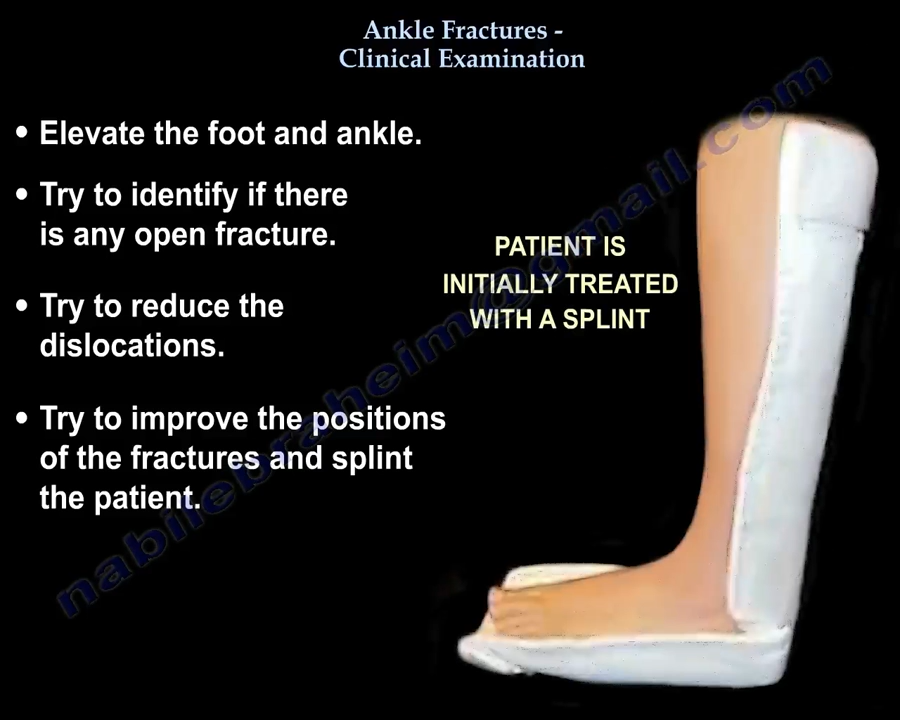 Ankle Fractures -
Clinical Examination
• Elevate the foot and ankle.
• Try to identify if there
is any open fracture.
• Try to reduce the
dislocations.
• Try to improve the positions
of the fractures and splint
the patient.
PATIENT IS
INITIALLY TREATED
WITH A SPLINT
nabilebraheim@gmail.com